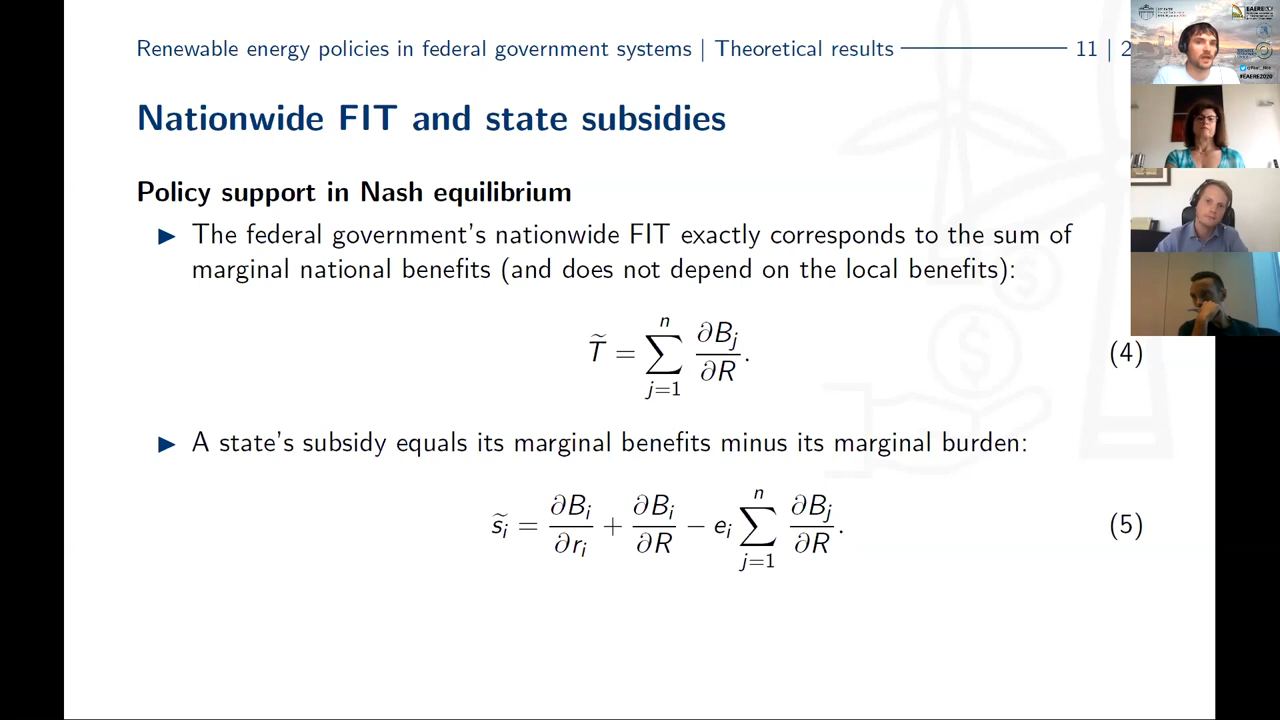 Renewable energy policies in federal government systems | Theoretical results 11 | 2
Nationwide FIT and state subsidies
Policy support in Nash equilibrium
▶ The federal government's nationwide FIT exactly corresponds to the sum of
marginal national benefits (and does not depend on the local benefits):
T̃ = ∑_{j=1}^{n} ∂B_j/∂R. (4)
▶ A state's subsidy equals its marginal benefits minus its marginal burden:
s̃_i = ∂B_i/∂r_i + ∂B_i/∂R − e_i ∑_{j=1}^{n} ∂B_j/∂R. (5)
#EAERE2020